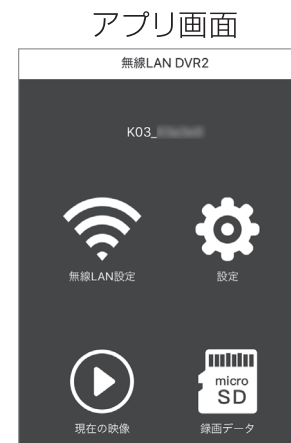 アプリ画面
無線LAN DVR2
K03_
無線LAN設定
設定
micro
SD
現在の映像
録画データ